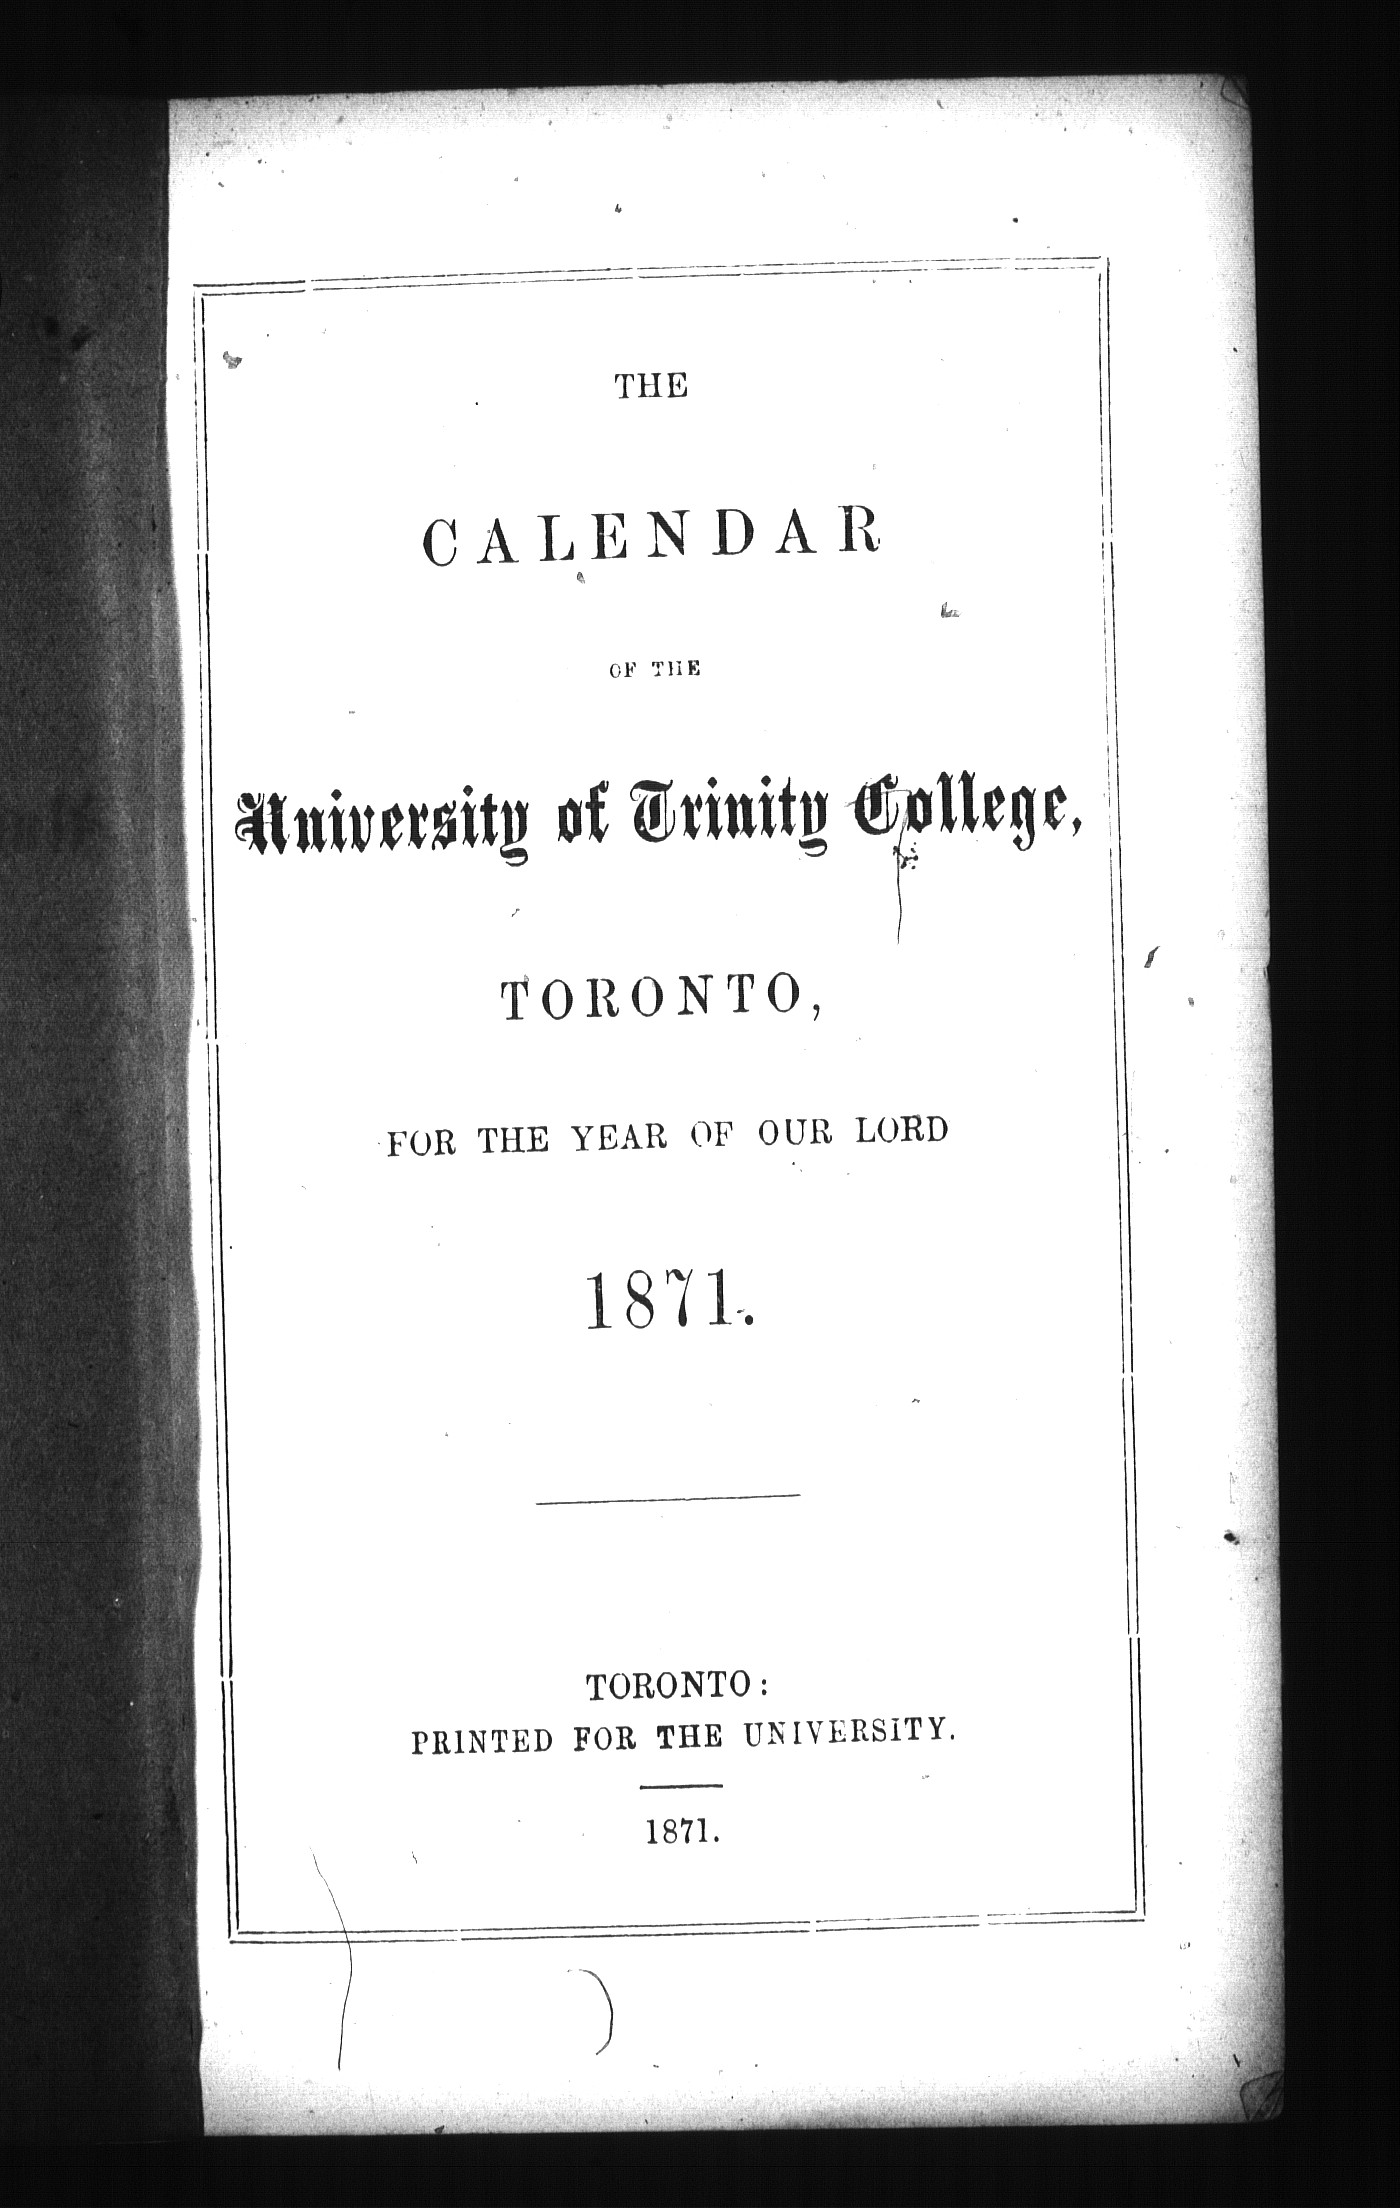 THE
CALENDAR
OF THE
University of Trinity College,
TORONTO,
FOR THE YEAR OF OUR LORD
1871.
TORONTO:
PRINTED FOR THE UNIVERSITY.
1871.